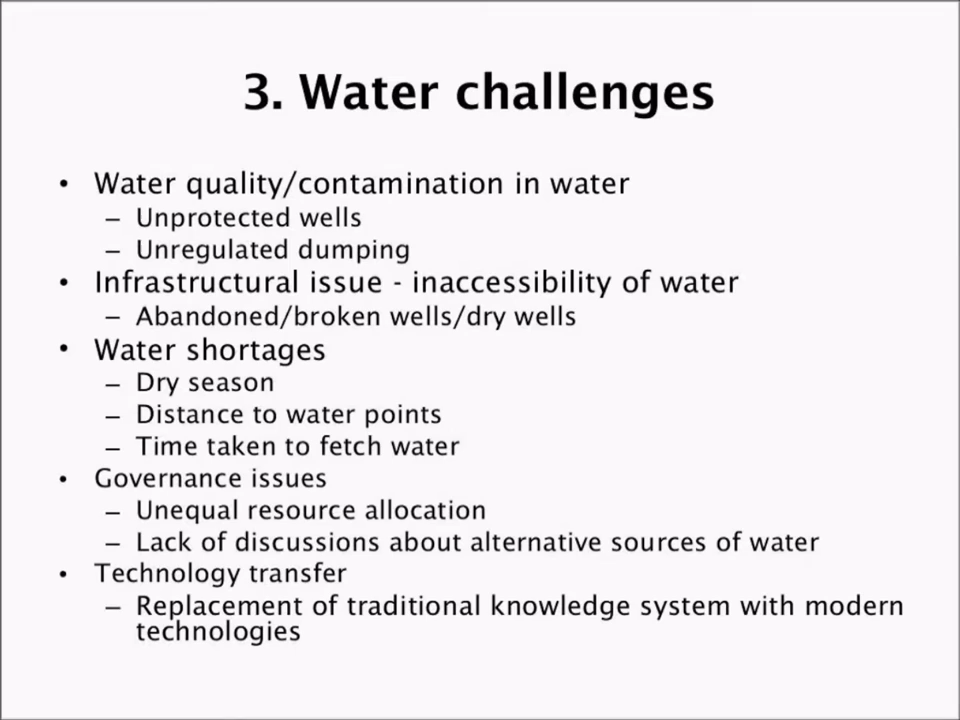 3. Water challenges
• Water quality/contamination in water
– Unprotected wells
– Unregulated dumping
• Infrastructural issue - inaccessibility of water
– Abandoned/broken wells/dry wells
• Water shortages
– Dry season
– Distance to water points
– Time taken to fetch water
• Governance issues
– Unequal resource allocation
– Lack of discussions about alternative sources of water
• Technology transfer
– Replacement of traditional knowledge system with modern
technologies